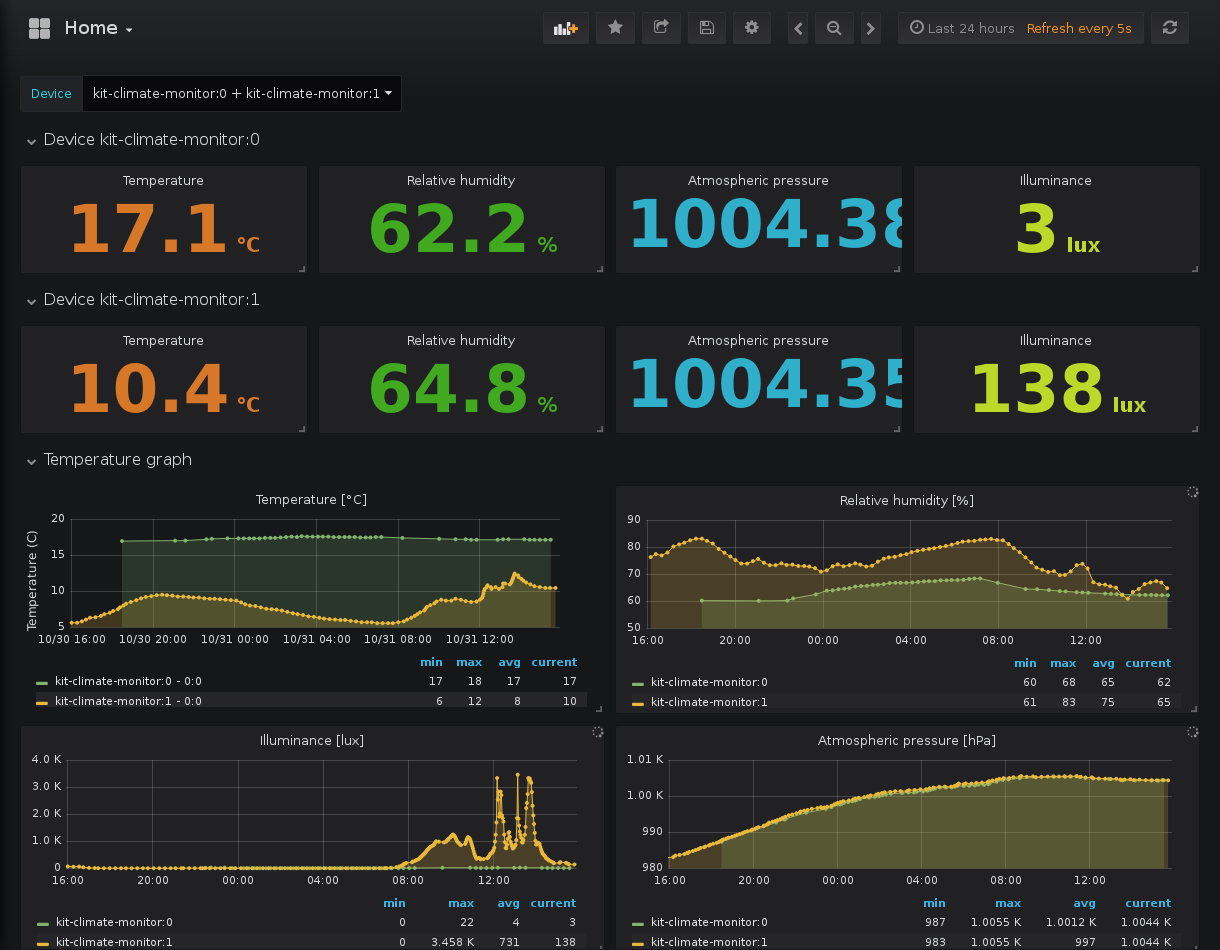 Home
Last 24 hours Refresh every 5s
Device kit-climate-monitor:0 + kit-climate-monitor:1
Device kit-climate-monitor:0
Temperature Relative humidity Atmospheric pressure Illuminance
17.1 °C 62.2 % 1004.38 3 lux
Device kit-climate-monitor:1
Temperature Relative humidity Atmospheric pressure Illuminance
10.4 °C 64.8 % 1004.35 138 lux
Temperature graph
Temperature [°C]
Temperature (C)
20
15
10
5
10/30 16:00 10/30 20:00 10/31 00:00 10/31 04:00 10/31 08:00 10/31 12:00
min max avg current
kit-climate-monitor:0 - 0:0 17 18 17 17
kit-climate-monitor:1 - 0:0 6 12 8 10
Relative humidity [%]
90
80
70
60
50
16:00 20:00 00:00 04:00 08:00 12:00
min max avg current
kit-climate-monitor:0 60 68 65 62
kit-climate-monitor:1 61 83 75 65
Illuminance [lux]
4.0 K
3.0 K
2.0 K
1.0 K
0
16:00 20:00 00:00 04:00 08:00 12:00
min max avg current
kit-climate-monitor:0 0 22 4 3
kit-climate-monitor:1 0 3.458 K 731 138
Atmospheric pressure [hPa]
1.01 K
1.00 K
990
980
16:00 20:00 00:00 04:00 08:00 12:00
min max avg current
kit-climate-monitor:0 987 1.0055 K 1.0012 K 1.0044 K
kit-climate-monitor:1 983 1.0055 K 997 1.0044 K